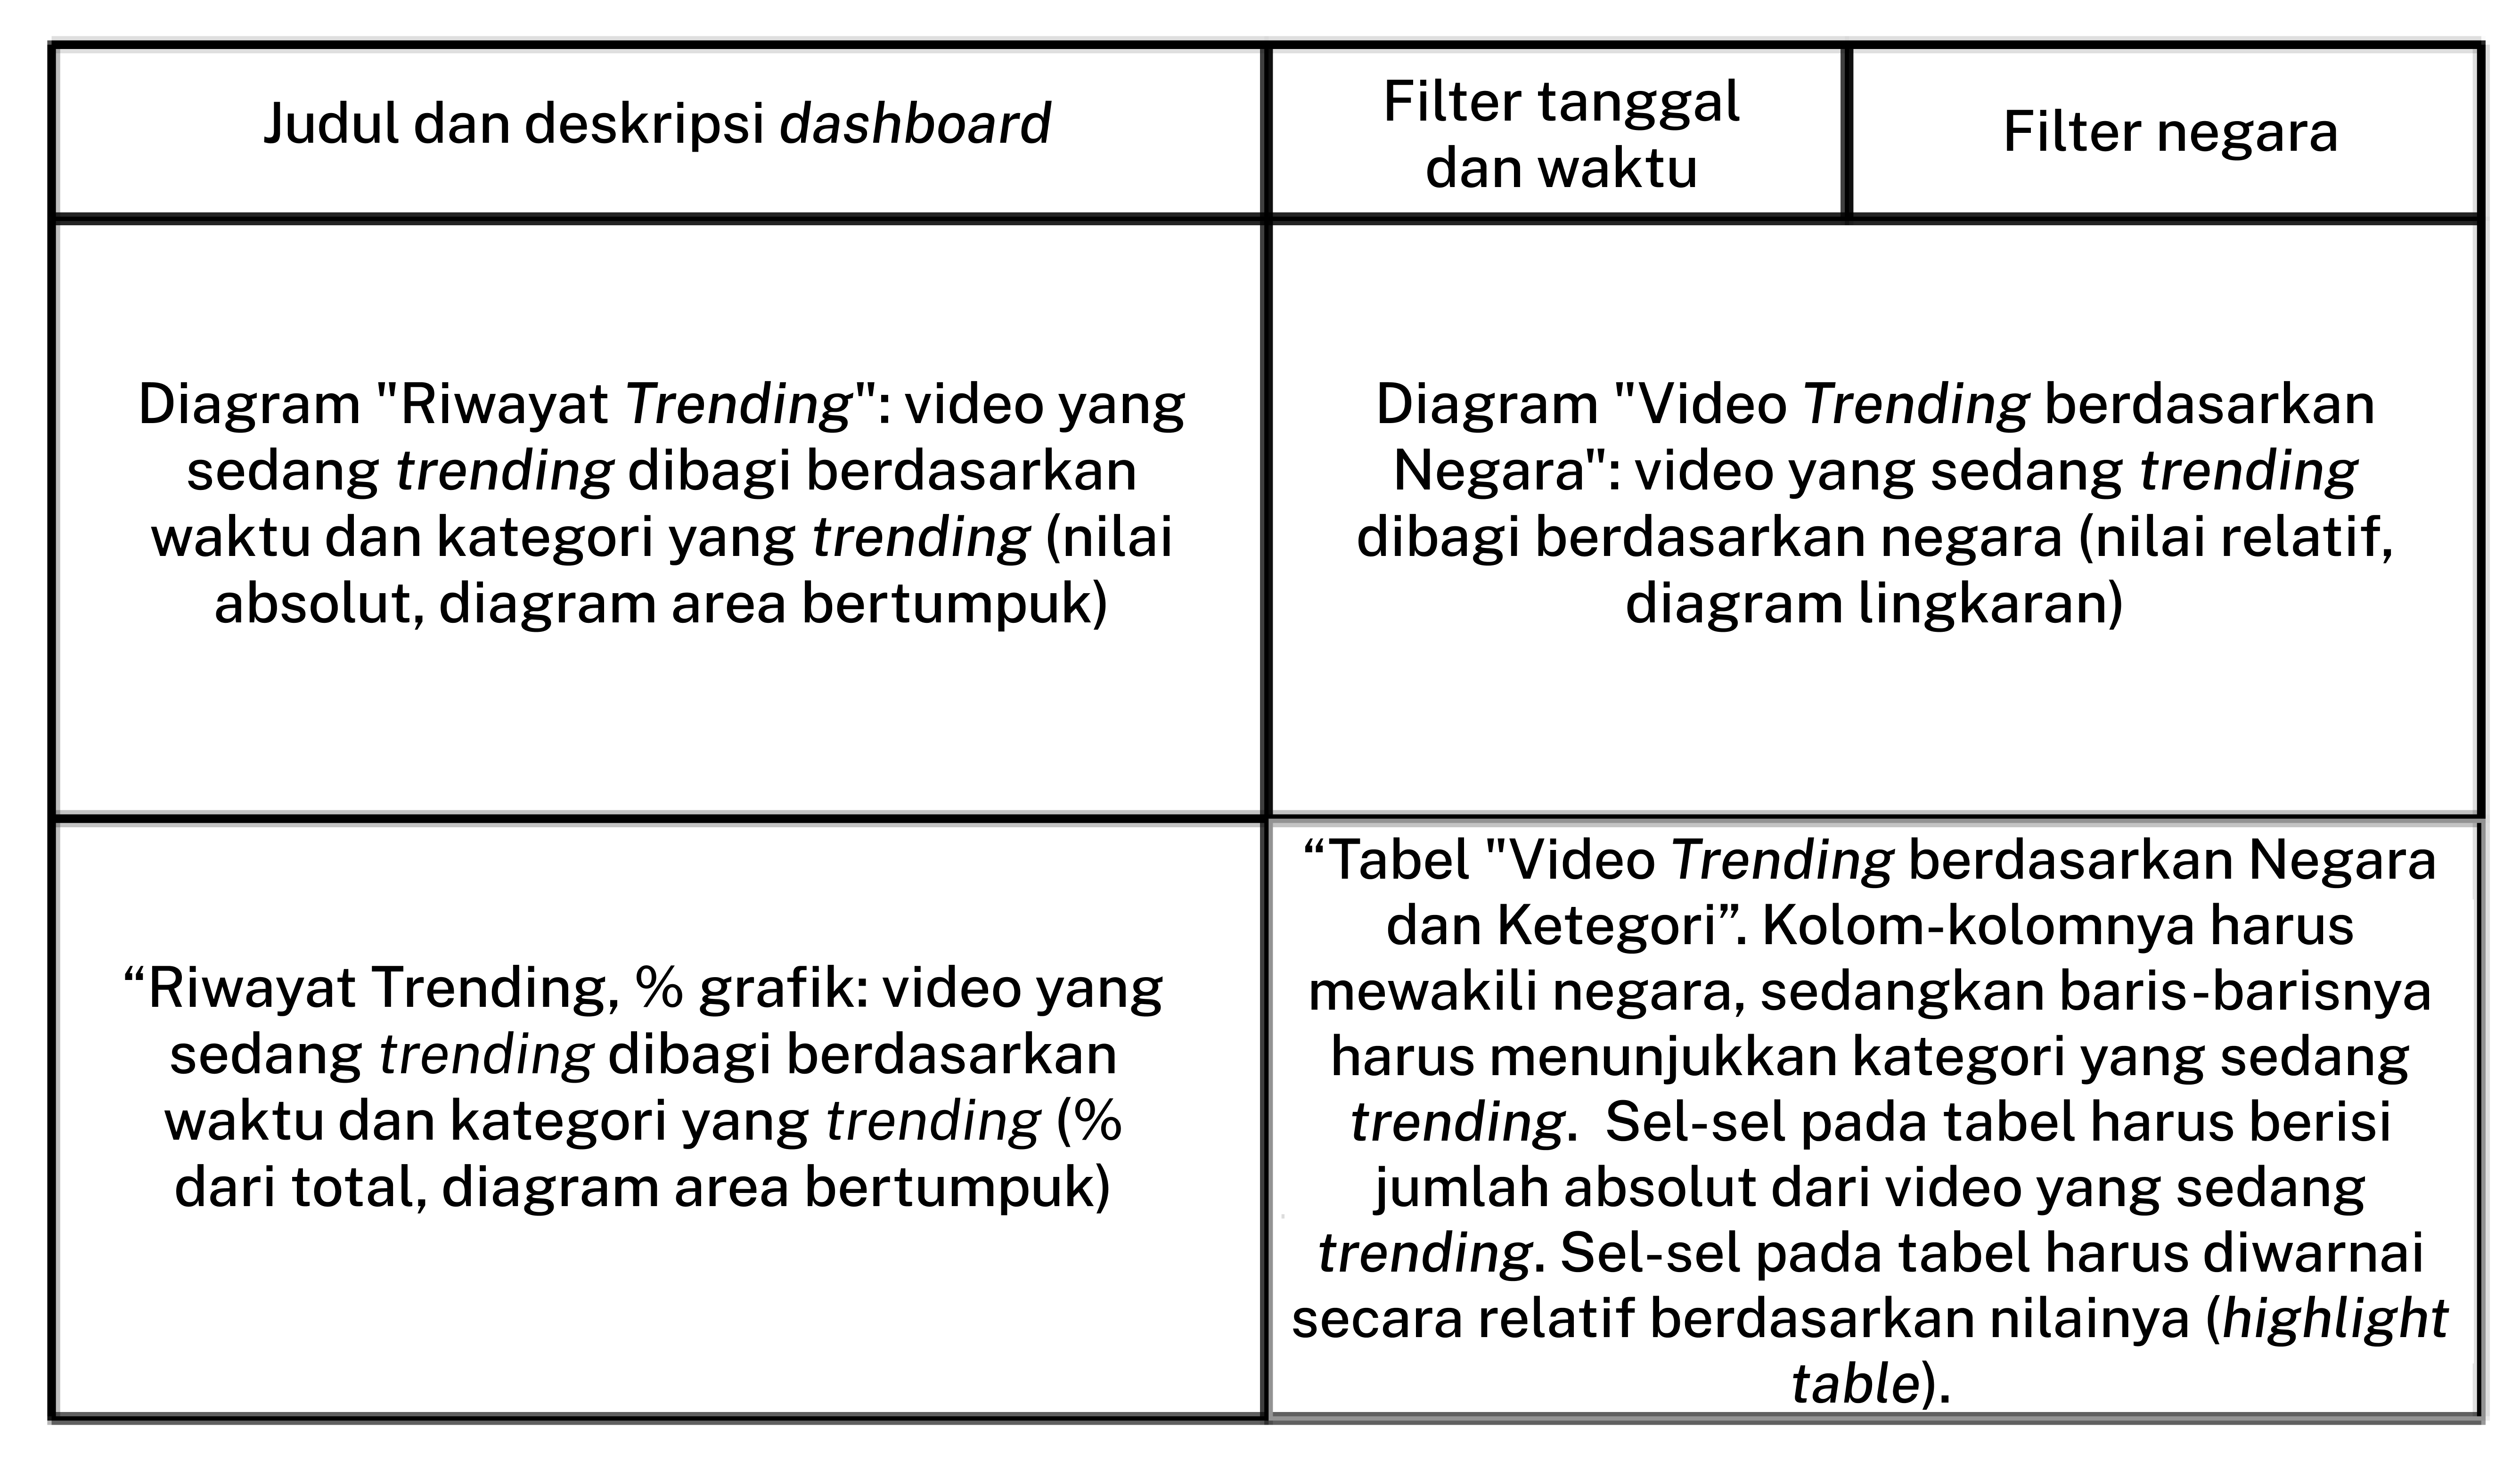 Judul dan deskripsi dashboard
Filter tanggal
dan waktu
Filter negara
Diagram "Riwayat Trending": video yang
sedang trending dibagi berdasarkan
waktu dan kategori yang trending (nilai
absolut, diagram area bertumpuk)
Diagram "Video Trending berdasarkan
Negara": video yang sedang trending
dibagi berdasarkan negara (nilai relatif,
diagram lingkaran)
“Riwayat Trending, % grafik: video yang
sedang trending dibagi berdasarkan
waktu dan kategori yang trending (%
dari total, diagram area bertumpuk)
“Tabel "Video Trending berdasarkan Negara
dan Ketegori”. Kolom-kolomnya harus
mewakili negara, sedangkan baris-barisnya
harus menunjukkan kategori yang sedang
trending.  Sel-sel pada tabel harus berisi
jumlah absolut dari video yang sedang
trending. Sel-sel pada tabel harus diwarnai
secara relatif berdasarkan nilainya (highlight
table).